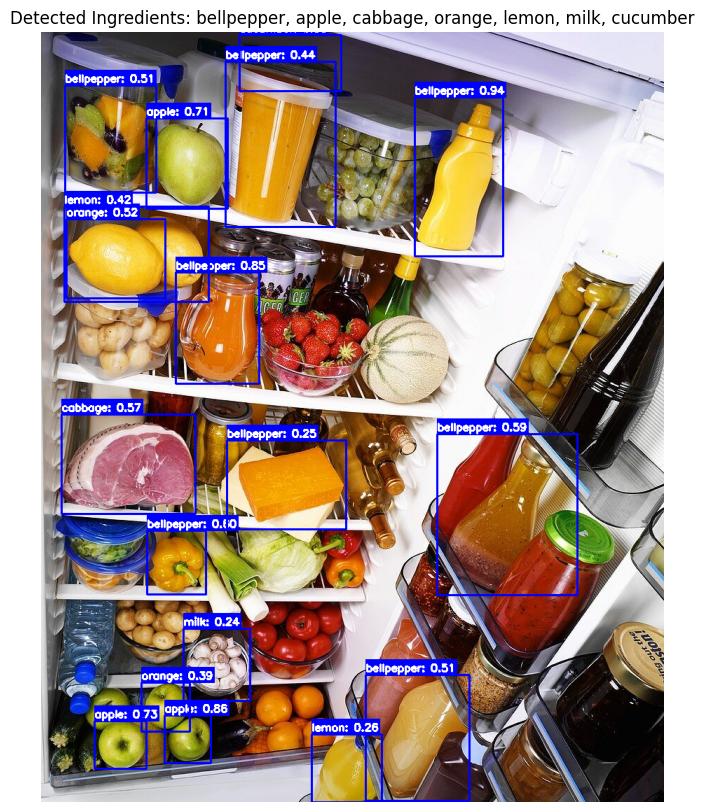 Detected Ingredients: bellpepper, apple, cabbage, orange, lemon, milk, cucumber
bellpepper: 0.44
bellpepper: 0.51
bellpepper: 0.94
apple: 0.71
lemon: 0.42
orange: 0.52
bellpepper: 0.85
cabbage: 0.57
bellpepper: 0.59
bellpepper: 0.25
milk: 0.24
bellpepper: 0.51
orange: 0.39
apple: 0.73
apple: 0.86
lemon: 0.26